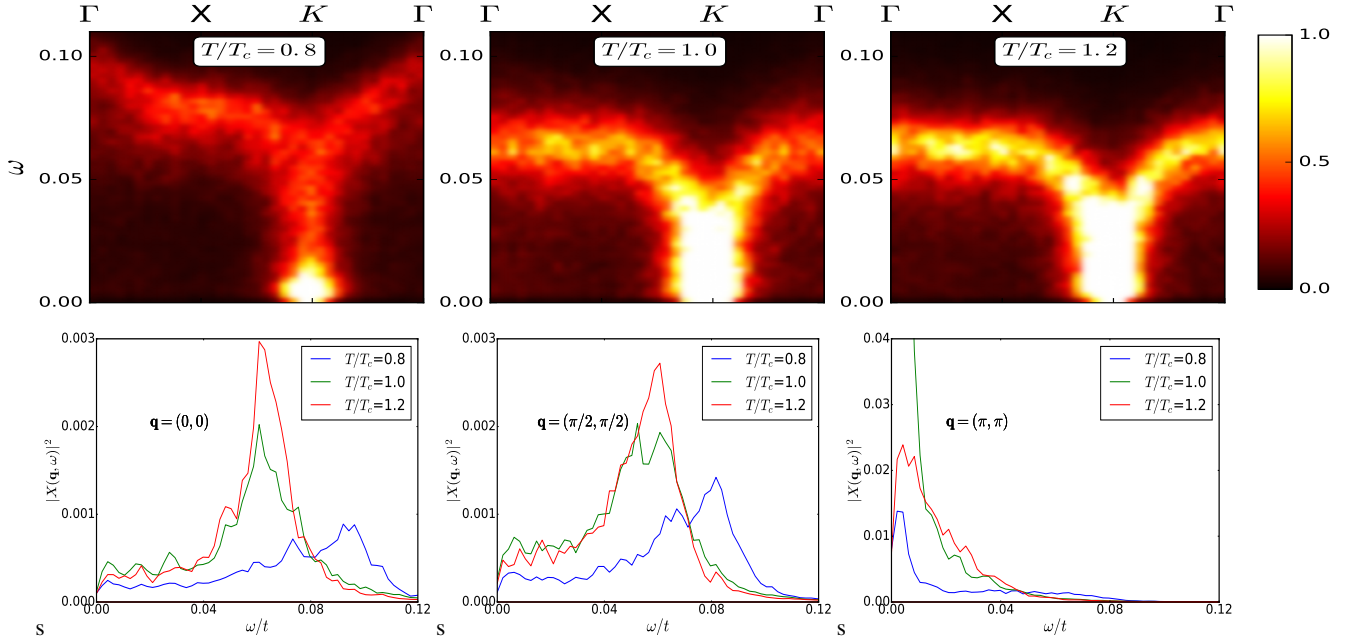 Γ X K Γ Γ X K Γ Γ X K Γ
T/T_c = 0.8 T/T_c = 1.0 T/T_c = 1.2
0.10 0.10 0.10 1.0
ω
0.05 0.05 0.05 0.5
0.00 0.00 0.00 0.0
0.003 0.003 0.04
T/T_c=0.8 T/T_c=0.8 T/T_c=0.8
T/T_c=1.0 T/T_c=1.0 T/T_c=1.0
0.03
T/T_c=1.2 T/T_c=1.2 T/T_c=1.2
0.002 q=(0,0) 0.002 q=(π/2,π/2) q=(π,π)
|X(q,ω)|² |X(q,ω)|² |X(q,ω)|² 0.02
0.001 0.001 0.01
0.000 0.000 0.000
0.00 0.04 0.08 0.12 0.00 0.04 0.08 0.12 0.00 0.04 0.08 0.12
s ω/t s ω/t s ω/t